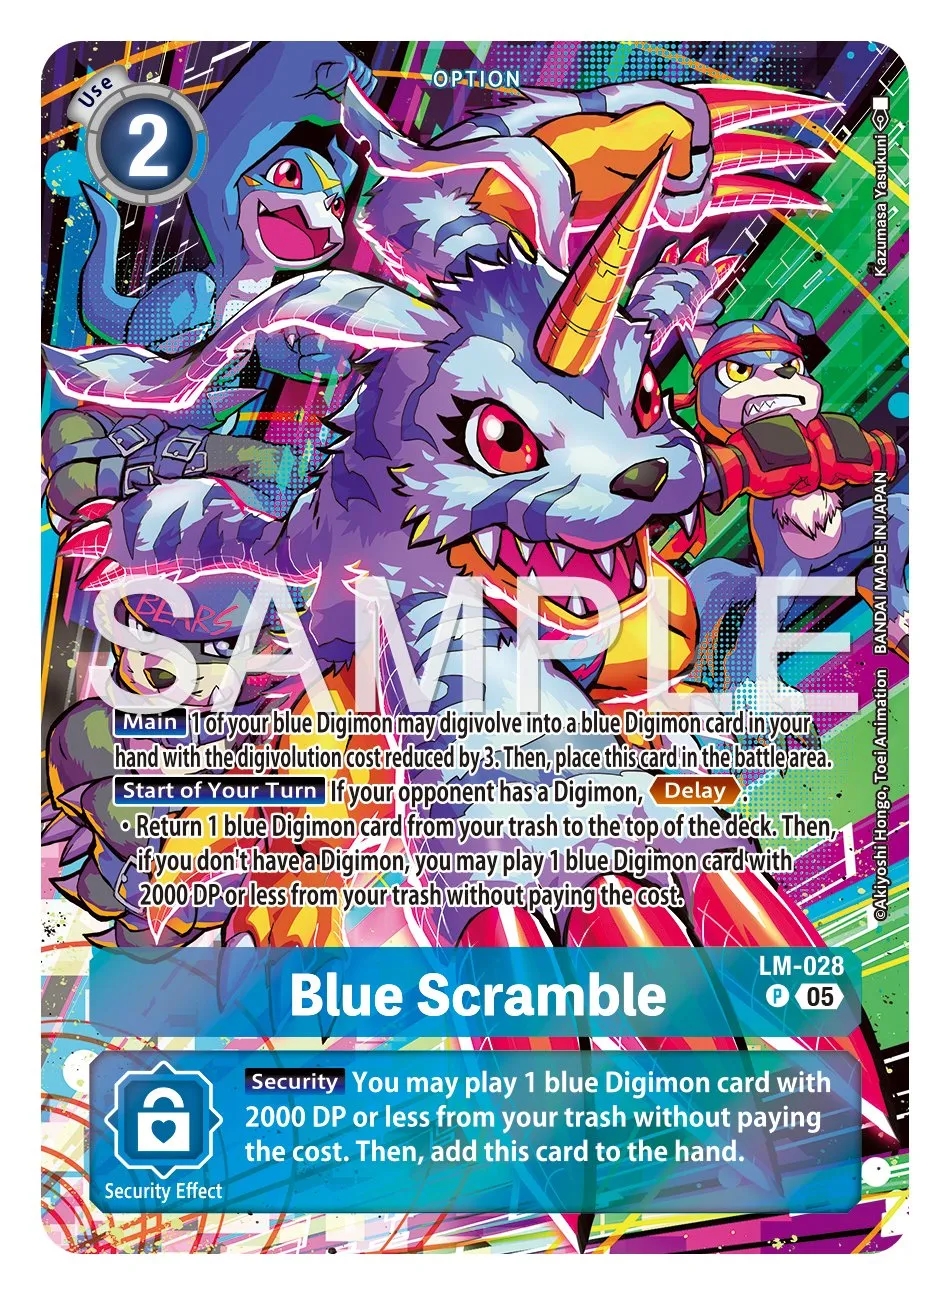 OPTION
Use
2
Kazumasa Yasukuni
BEARS
SAMPLE
Main 1 of your blue Digimon may digivolve into a blue Digimon card in your
hand with the digivolution cost reduced by 3. Then, place this card in the battle area.
Start of Your Turn If your opponent has a Digimon, Delay.
・Return 1 blue Digimon card from your trash to the top of the deck. Then,
if you don't have a Digimon, you may play 1 blue Digimon card with
2000 DP or less from your trash without paying the cost.
©Akiyoshi Hongo, Toei Animation BANDAI MADE IN JAPAN
Blue Scramble
LM-028
P 05
Security You may play 1 blue Digimon card with
2000 DP or less from your trash without paying
the cost. Then, add this card to the hand.
Security Effect